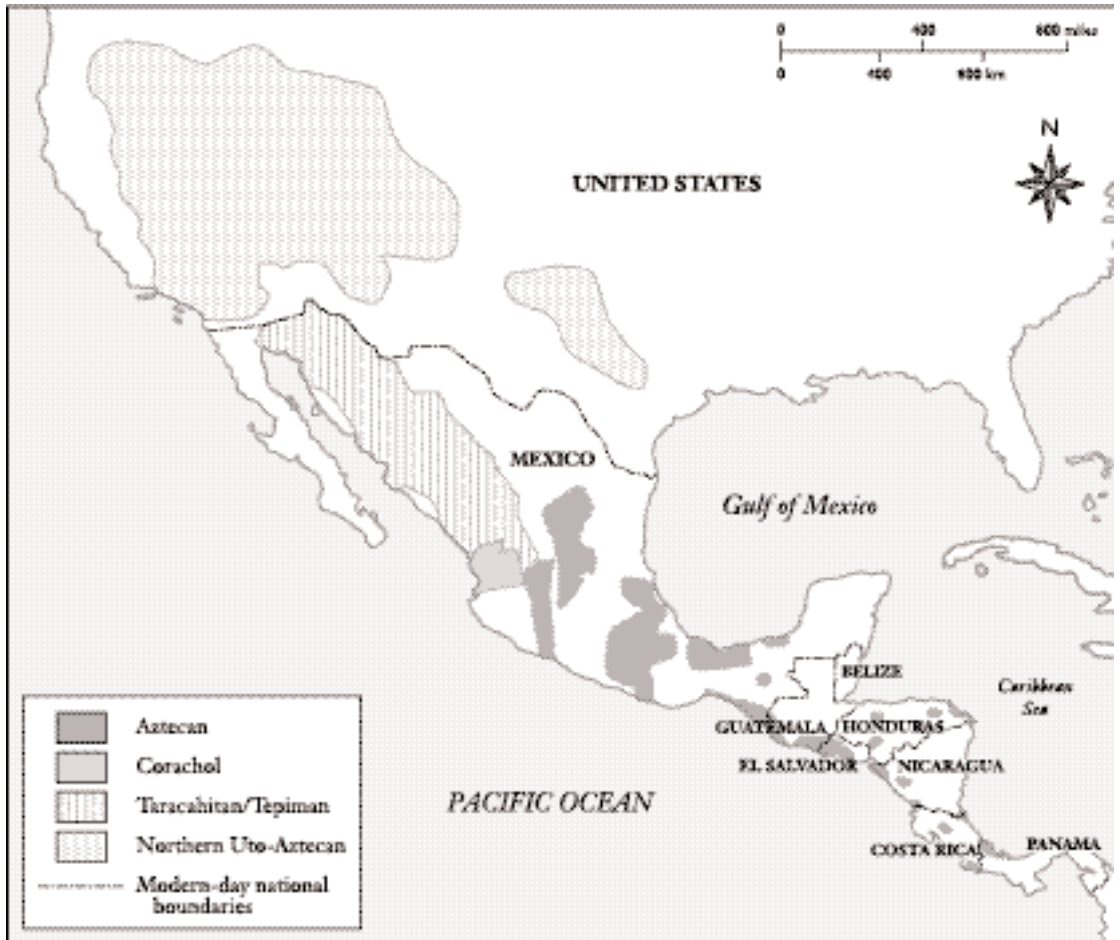 0 400 800 miles
0 400 800 km
N
UNITED STATES
MEXICO
Gulf of Mexico
BELIZE
Caribbean
Sea
GUATEMALA
HONDURAS
EL SALVADOR
NICARAGUA
PACIFIC OCEAN
COSTA RICA
PANAMA
Aztecan
Corachol
Taracahitan/Tepiman
Northern Uto-Aztecan
Modern-day national
boundaries